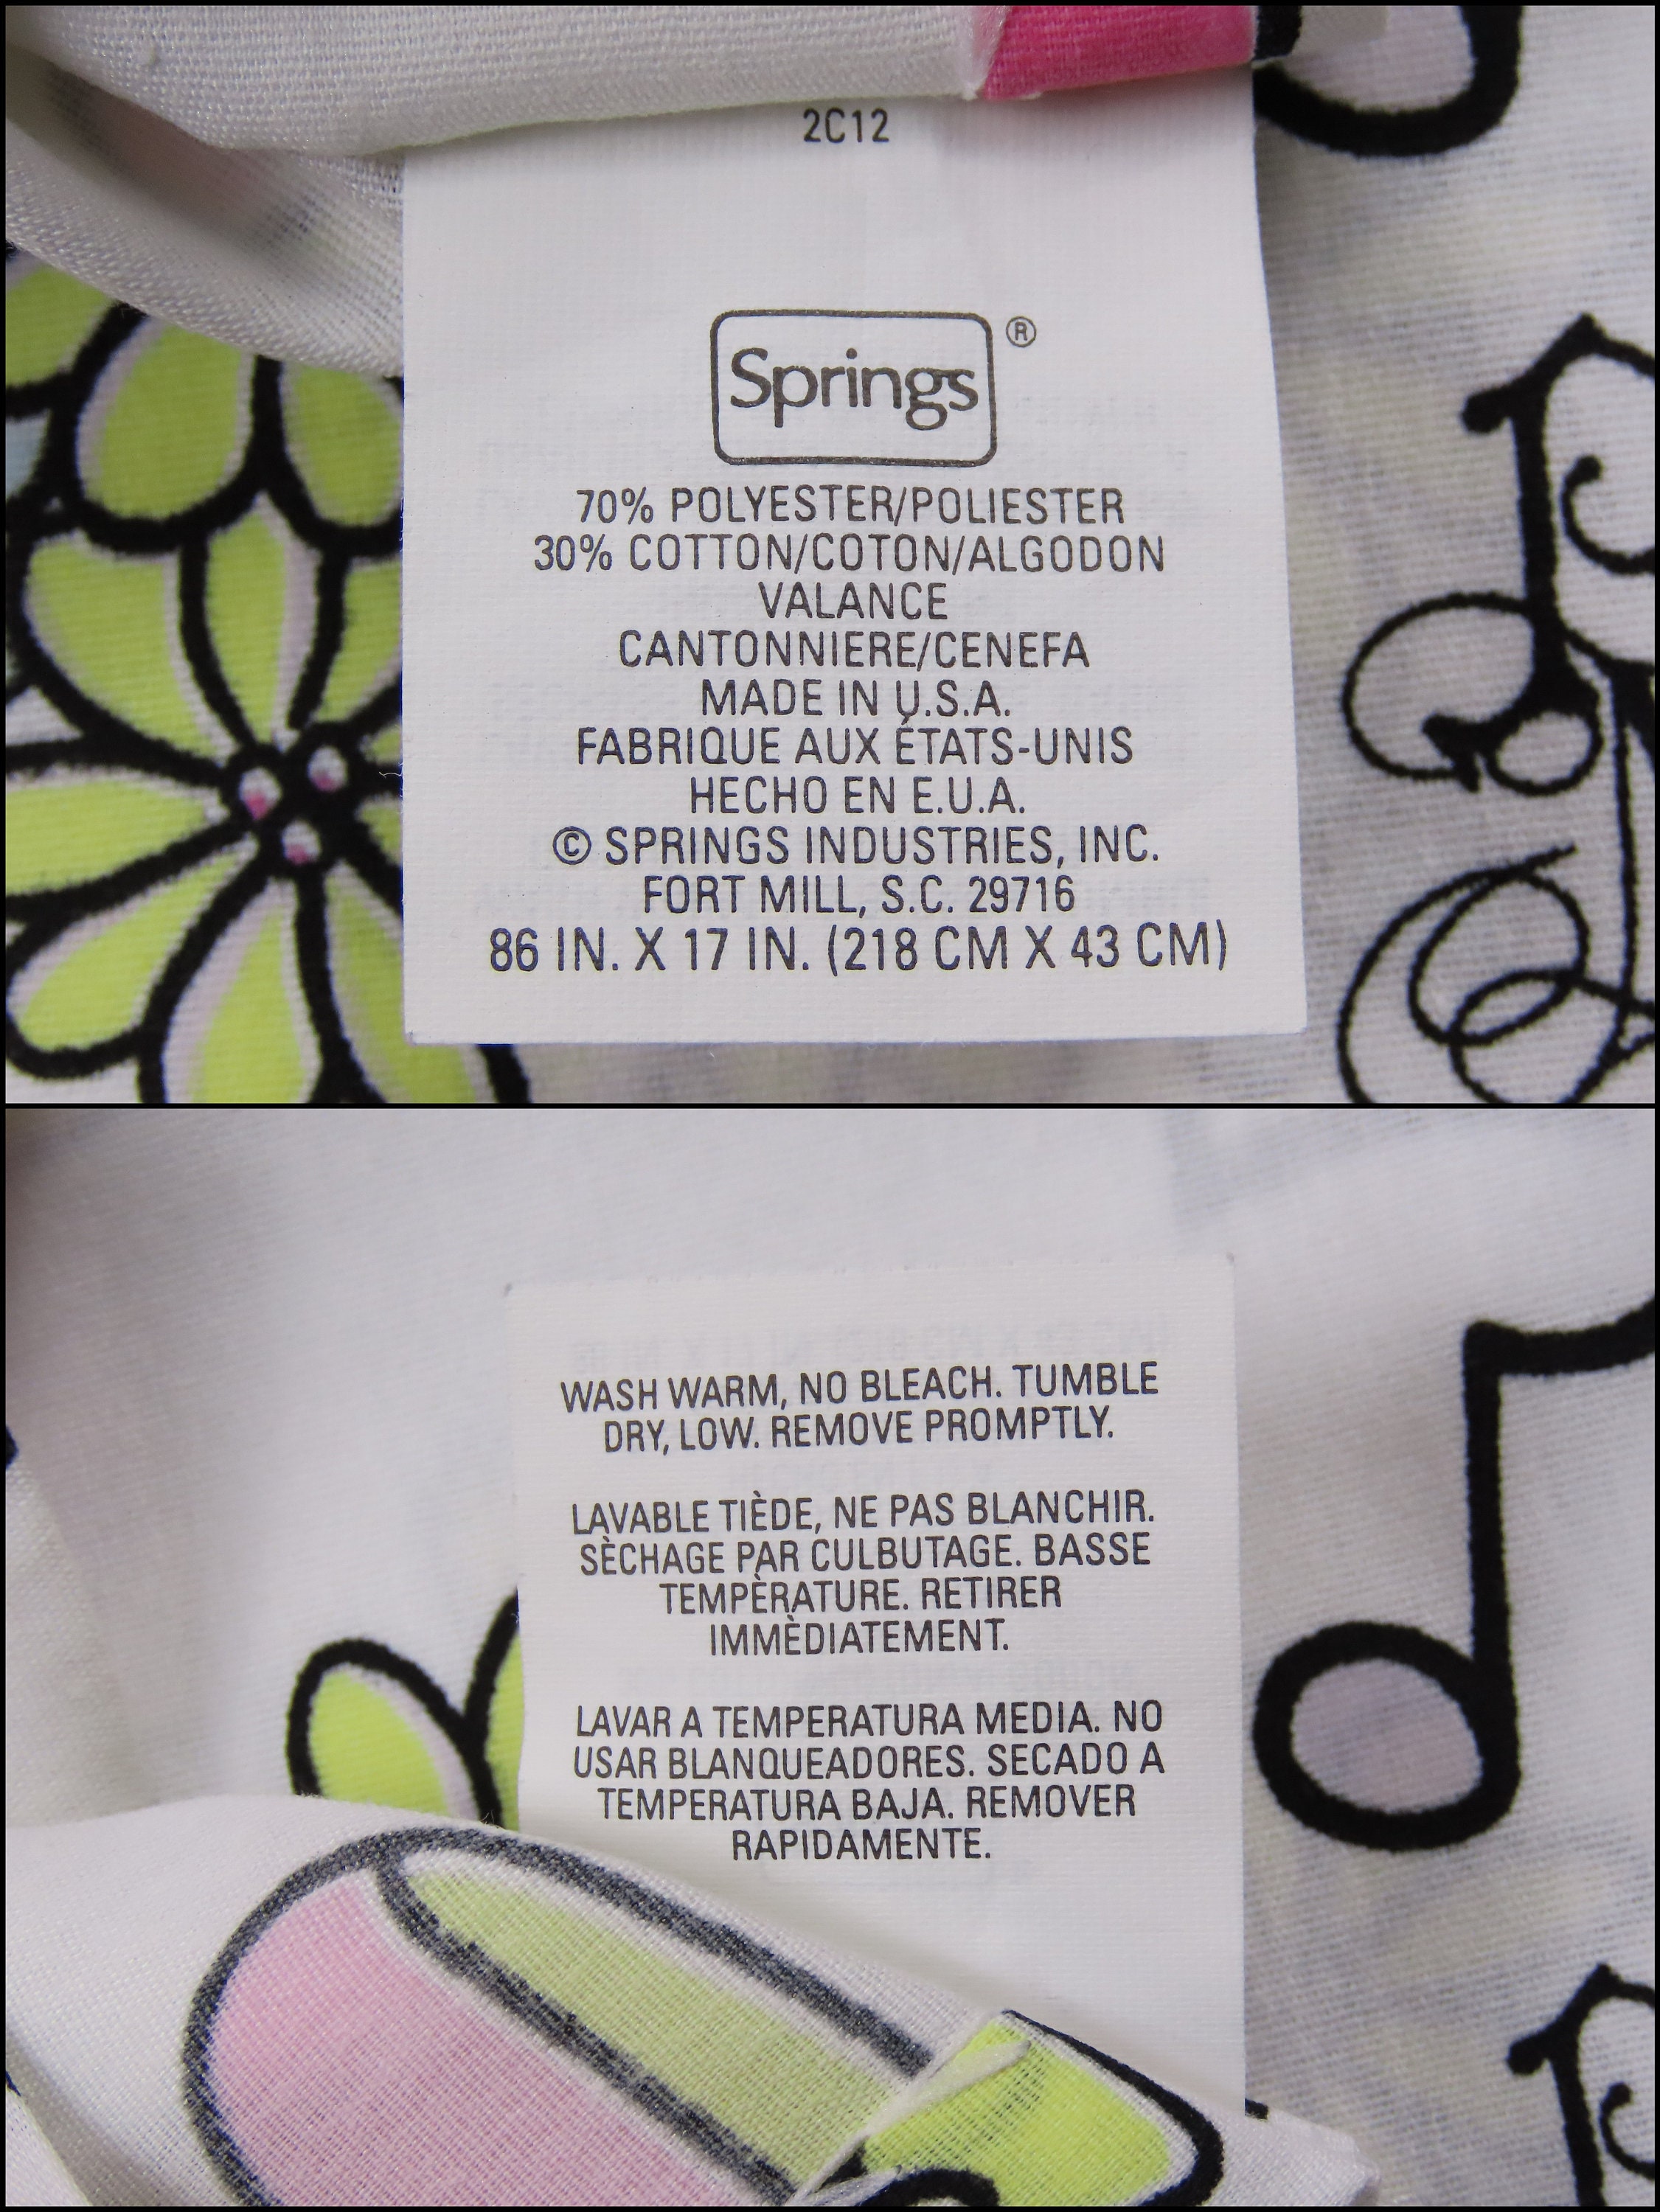 2C12
Springs ®
70% POLYESTER/POLIESTER
30% COTTON/COTON/ALGODON
VALANCE
CANTONNIERE/CENEFA
MADE IN U.S.A.
FABRIQUE AUX ÉTATS-UNIS
HECHO EN E.U.A.
© SPRINGS INDUSTRIES, INC.
FORT MILL, S.C. 29716
86 IN. X 17 IN. (218 CM X 43 CM)
WASH WARM, NO BLEACH. TUMBLE
DRY, LOW. REMOVE PROMPTLY.
LAVABLE TIÈDE, NE PAS BLANCHIR.
SÈCHAGE PAR CULBUTAGE. BASSE
TEMPÈRATURE. RETIRER
IMMÈDIATEMENT.
LAVAR A TEMPERATURA MEDIA. NO
USAR BLANQUEADORES. SECADO A
TEMPERATURA BAJA. REMOVER
RAPIDAMENTE.